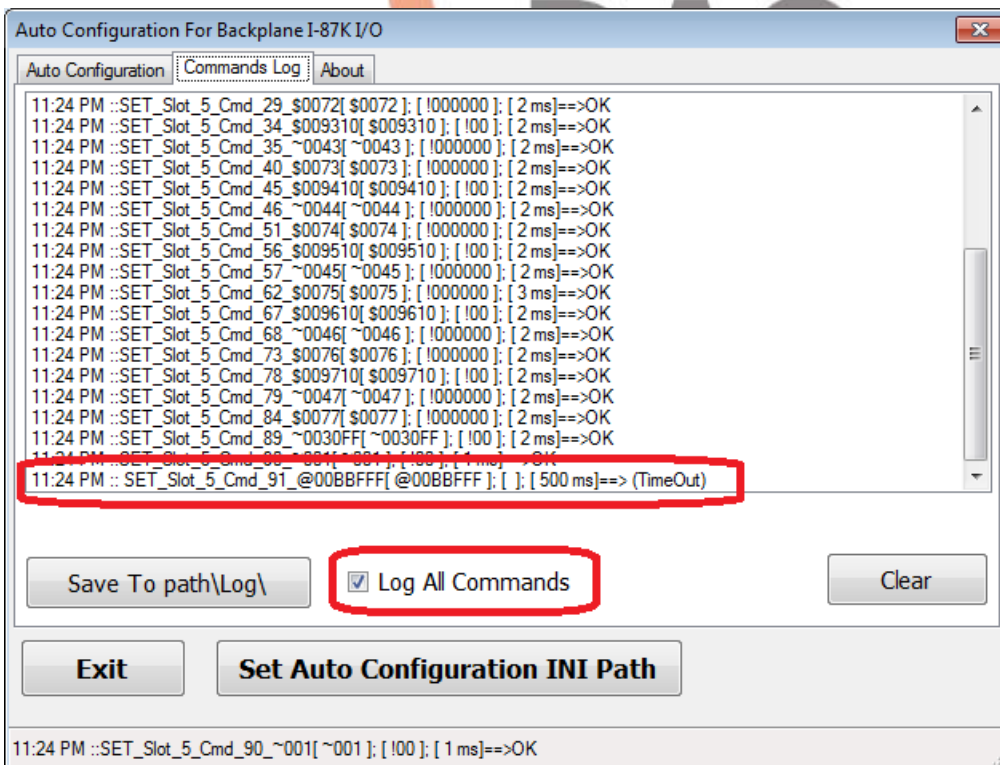 Auto Configuration For Backplane I-87K I/O
Auto Configuration Commands Log About
11:24 PM ::SET_Slot_5_Cmd_29_$0072[ $0072 ]; [ !000000 ]; [ 2 ms]==>OK
11:24 PM ::SET_Slot_5_Cmd_34_$009310[ $009310 ]; [ !00 ]; [ 2 ms]==>OK
11:24 PM ::SET_Slot_5_Cmd_35_~0043[ ~0043 ]; [ !000000 ]; [ 2 ms]==>OK
11:24 PM ::SET_Slot_5_Cmd_40_$0073[ $0073 ]; [ !000000 ]; [ 2 ms]==>OK
11:24 PM ::SET_Slot_5_Cmd_45_$009410[ $009410 ]; [ !00 ]; [ 2 ms]==>OK
11:24 PM ::SET_Slot_5_Cmd_46_~0044[ ~0044 ]; [ !000000 ]; [ 2 ms]==>OK
11:24 PM ::SET_Slot_5_Cmd_51_$0074[ $0074 ]; [ !000000 ]; [ 2 ms]==>OK
11:24 PM ::SET_Slot_5_Cmd_56_$009510[ $009510 ]; [ !00 ]; [ 2 ms]==>OK
11:24 PM ::SET_Slot_5_Cmd_57_~0045[ ~0045 ]; [ !000000 ]; [ 2 ms]==>OK
11:24 PM ::SET_Slot_5_Cmd_62_$0075[ $0075 ]; [ !000000 ]; [ 3 ms]==>OK
11:24 PM ::SET_Slot_5_Cmd_67_$009610[ $009610 ]; [ !00 ]; [ 2 ms]==>OK
11:24 PM ::SET_Slot_5_Cmd_68_~0046[ ~0046 ]; [ !000000 ]; [ 2 ms]==>OK
11:24 PM ::SET_Slot_5_Cmd_73_$0076[ $0076 ]; [ !000000 ]; [ 2 ms]==>OK
11:24 PM ::SET_Slot_5_Cmd_78_$009710[ $009710 ]; [ !00 ]; [ 2 ms]==>OK
11:24 PM ::SET_Slot_5_Cmd_79_~0047[ ~0047 ]; [ !000000 ]; [ 2 ms]==>OK
11:24 PM ::SET_Slot_5_Cmd_84_$0077[ $0077 ]; [ !000000 ]; [ 2 ms]==>OK
11:24 PM ::SET_Slot_5_Cmd_89_~0030FF[ ~0030FF ]; [ !00 ]; [ 2 ms]==>OK
11:24 PM ::SET_Slot_5_Cmd_90_~001[ ~001 ]; [ !00 ]; [ 1 ms]==>OK
11:24 PM :: SET_Slot_5_Cmd_91_@00BBFFF[ @00BBFFF ]; [ ]; [ 500 ms]==> (TimeOut)
Save To path\Log\ Log All Commands Clear
Exit Set Auto Configuration INI Path
11:24 PM ::SET_Slot_5_Cmd_90_~001[ ~001 ]; [ !00 ]; [ 1 ms]==>OK